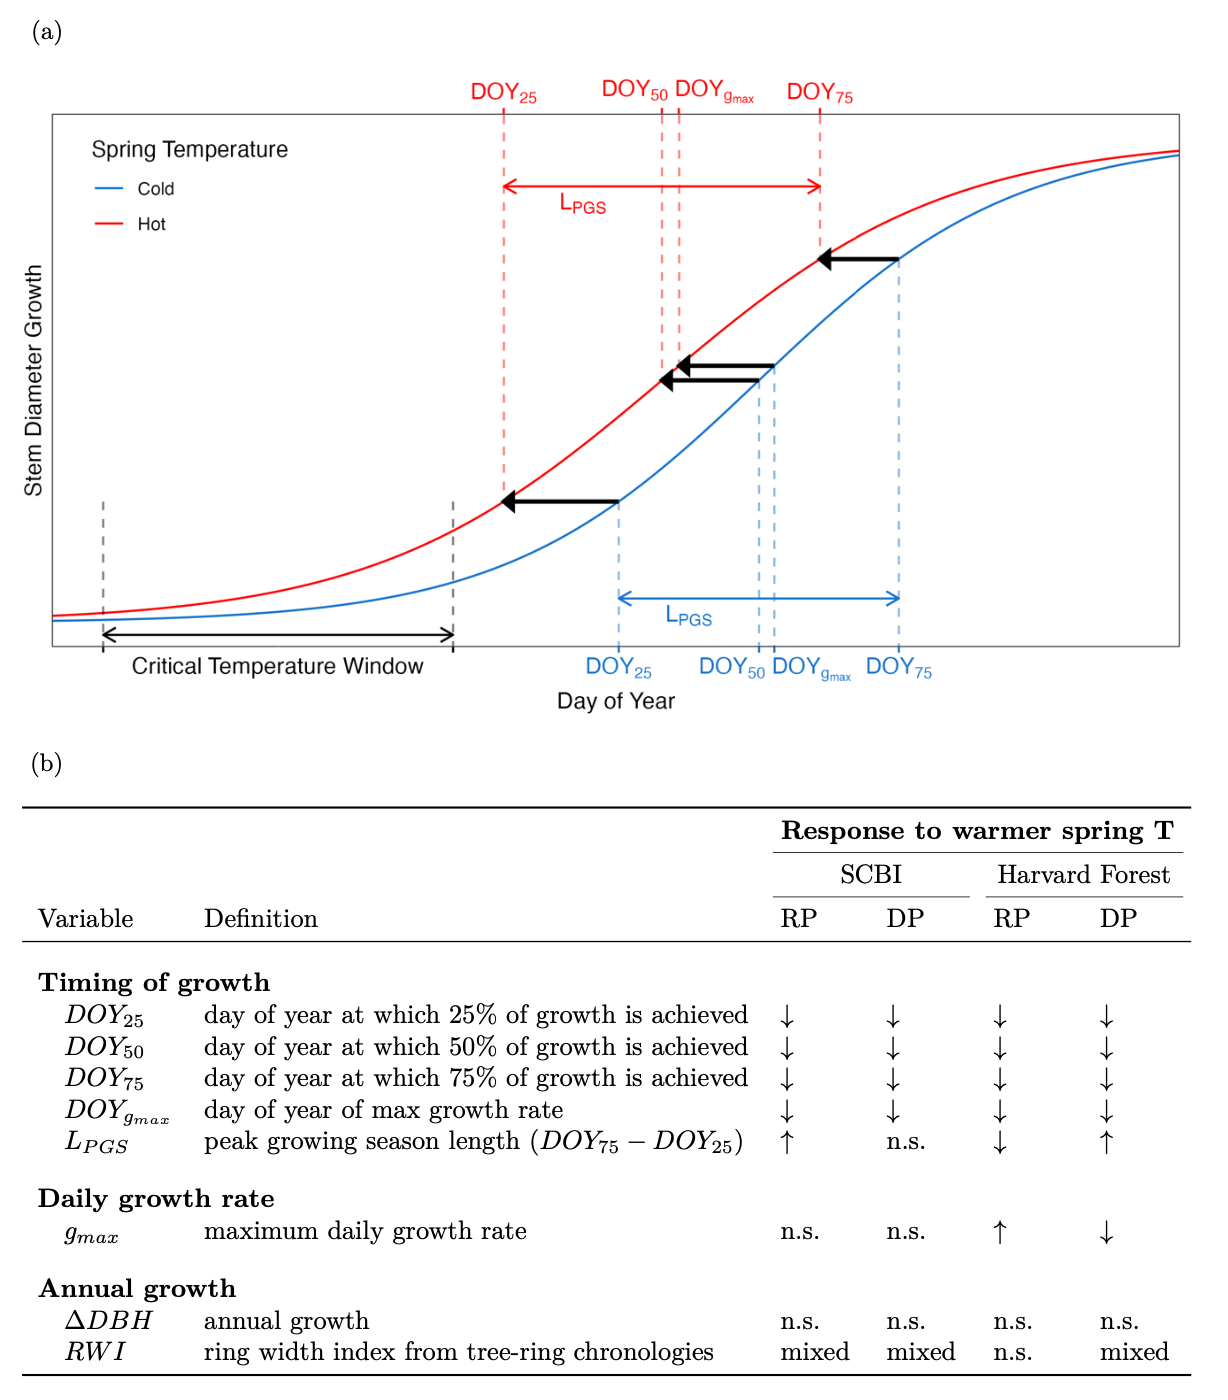 (a)
DOY25 DOY50 DOYgmax DOY75
Spring Temperature
Cold
Hot
LPGS
Stem Diameter Growth
LPGS
Critical Temperature Window
DOY25 DOY50 DOYgmax DOY75
Day of Year
(b)
Response to warmer spring T
SCBI Harvard Forest
Variable Definition RP DP RP DP
Timing of growth
DOY25 day of year at which 25% of growth is achieved ↓ ↓ ↓ ↓
DOY50 day of year at which 50% of growth is achieved ↓ ↓ ↓ ↓
DOY75 day of year at which 75% of growth is achieved ↓ ↓ ↓ ↓
DOYgmax day of year of max growth rate ↓ ↓ ↓ ↓
LPGS peak growing season length (DOY75 − DOY25) ↑ n.s. ↓ ↑
Daily growth rate
gmax maximum daily growth rate n.s. n.s. ↑ ↓
Annual growth
ΔDBH annual growth n.s. n.s. n.s. n.s.
RWI ring width index from tree-ring chronologies mixed mixed n.s. mixed